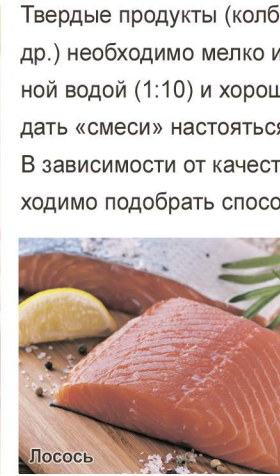 Твердые продукты (колб
др.) необходимо мелко и
ной водой (1:10) и хорош
дать «смеси» настояться
В зависимости от качест
ходимо подобрать спосо
Лосось